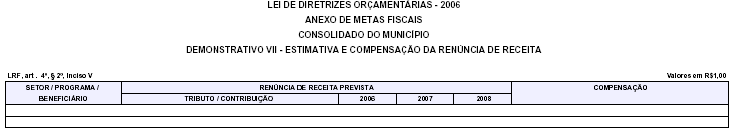 LEI DE DIRETRIZES ORÇAMENTÁRIAS - 2006
ANEXO DE METAS FISCAIS
CONSOLIDADO DO MUNICÍPIO
DEMONSTRATIVO VII - ESTIMATIVA E COMPENSAÇÃO DA RENÚNCIA DE RECEITA
LRF, art. 4º, § 2º, inciso V Valores em R$1,00
SETOR / PROGRAMA / RENÚNCIA DE RECEITA PREVISTA COMPENSAÇÃO
BENEFICIÁRIO TRIBUTO / CONTRIBUIÇÃO 2006 2007 2008